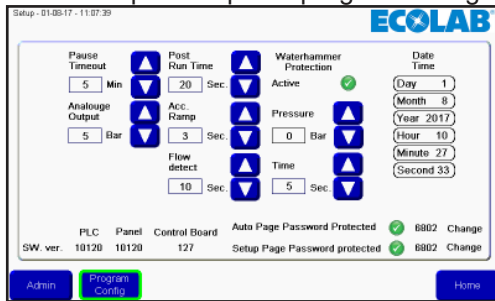 Setup - 01-08-17 - 11:07:39
ECOLAB®
Pause Timeout
5 Min
Analouge Output
5 Bar
Post Run Time
20 Sec.
Acc. Ramp
3 Sec.
Flow detect
10 Sec.
Waterhammer Protection
Active
Pressure
0 Bar
Time
5 Sec.
Date Time
Day 1
Month 8
Year 2017
Hour 10
Minute 27
Second 33
PLC Panel Control Board
SW. ver. 10120 10120 127
Auto Page Password Protected 6802 Change
Setup Page Password protected 6802 Change
Admin
Program Config
Home